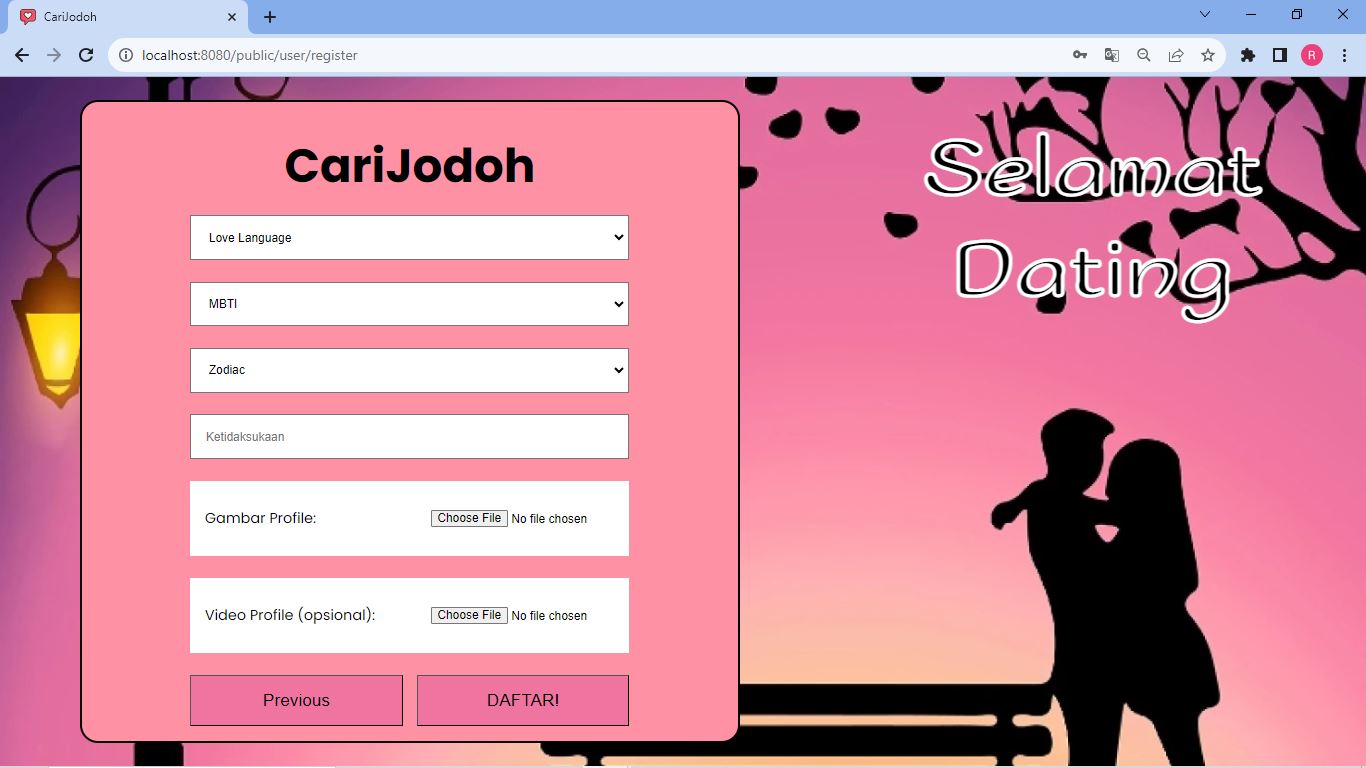 CariJodoh
localhost:8080/public/user/register
R
CariJodoh
Love Language
MBTI
Zodiac
Ketidaksukaan
Gambar Profile: Choose File No file chosen
Video Profile (opsional): Choose File No file chosen
Previous DAFTAR!
Selamat
Dating